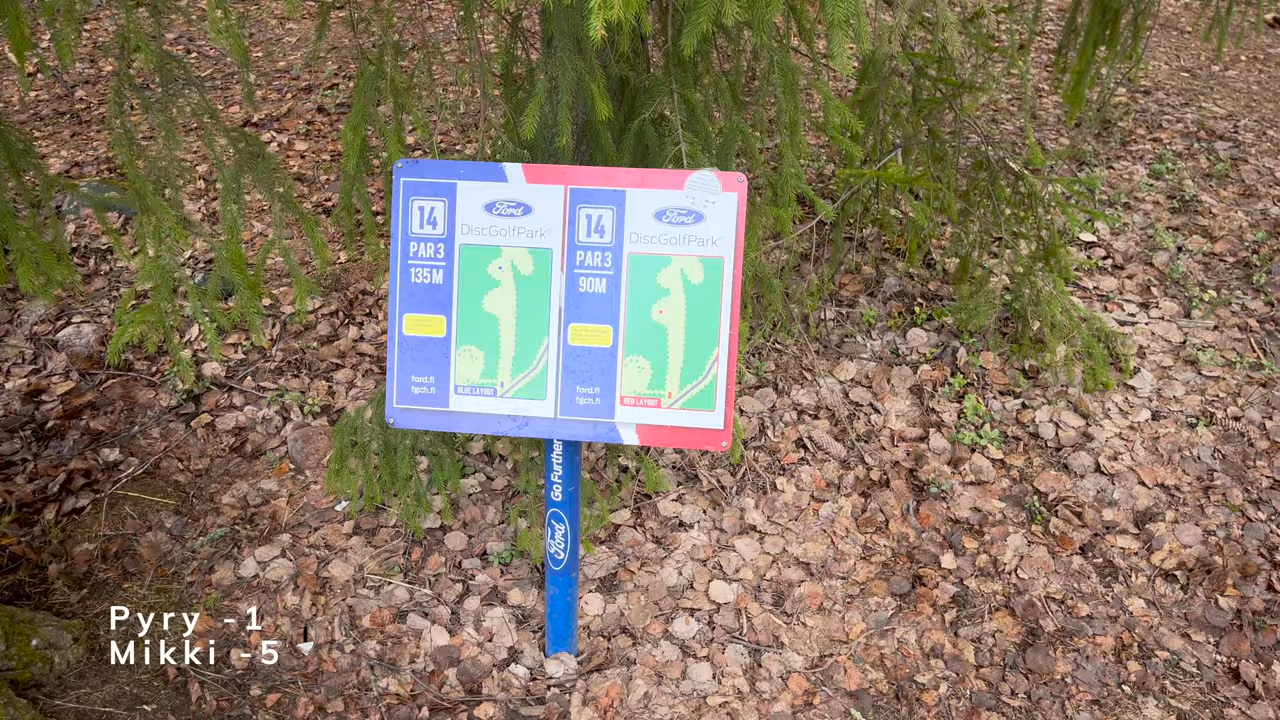 14
PAR 3
135M
ford.fi
fgch.fi
Ford
DiscGolfPark
BLUE LAYOUT
14
PAR 3
90M
ford.fi
fgch.fi
Ford
DiscGolfPark
RED LAYOUT
Go Further
Ford
Pyry -1
Mikki -5